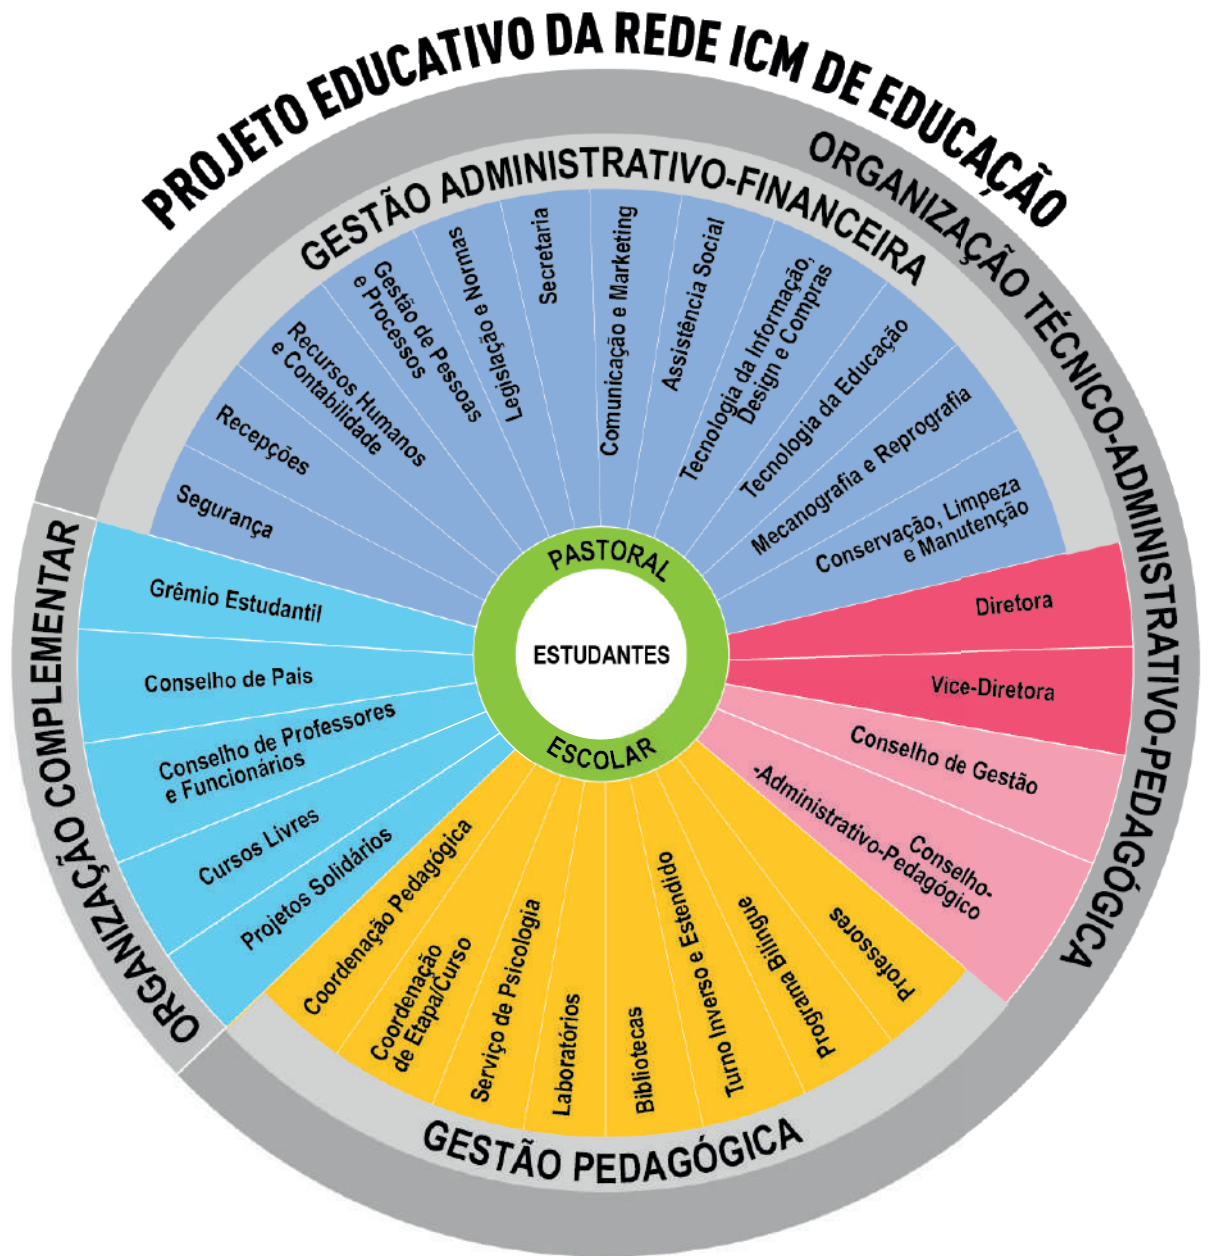 PROJETO EDUCATIVO DA REDE ICM DE EDUCAÇÃO
ORGANIZAÇÃO TÉCNICO-ADMINISTRATIVO-PEDAGÓGICA
GESTÃO ADMINISTRATIVO-FINANCEIRA
Segurança
Recepções
Recursos Humanos
e Contabilidade
Gestão de Pessoas
e Processos
Legislação e Normas
Secretaria
Comunicação e Marketing
Assistência Social
Tecnologia da Informação,
Design e Compras
Tecnologia da Educação
Mecanografia e Reprografia
Conservação, Limpeza
e Manutenção
Diretora
Vice-Diretora
Conselho de Gestão
Conselho-
-Administrativo-Pedagógico
Professores
Programa Bilíngue
Turno Inverso e Estendido
Bibliotecas
Laboratórios
Serviço de Psicologia
Coordenação
de Etapa/Curso
Coordenação Pedagógica
GESTÃO PEDAGÓGICA
Projetos Solidários
Cursos Livres
Conselho de Professores
e Funcionários
Conselho de Pais
Grêmio Estudantil
ORGANIZAÇÃO COMPLEMENTAR
PASTORAL
ESTUDANTES
ESCOLAR